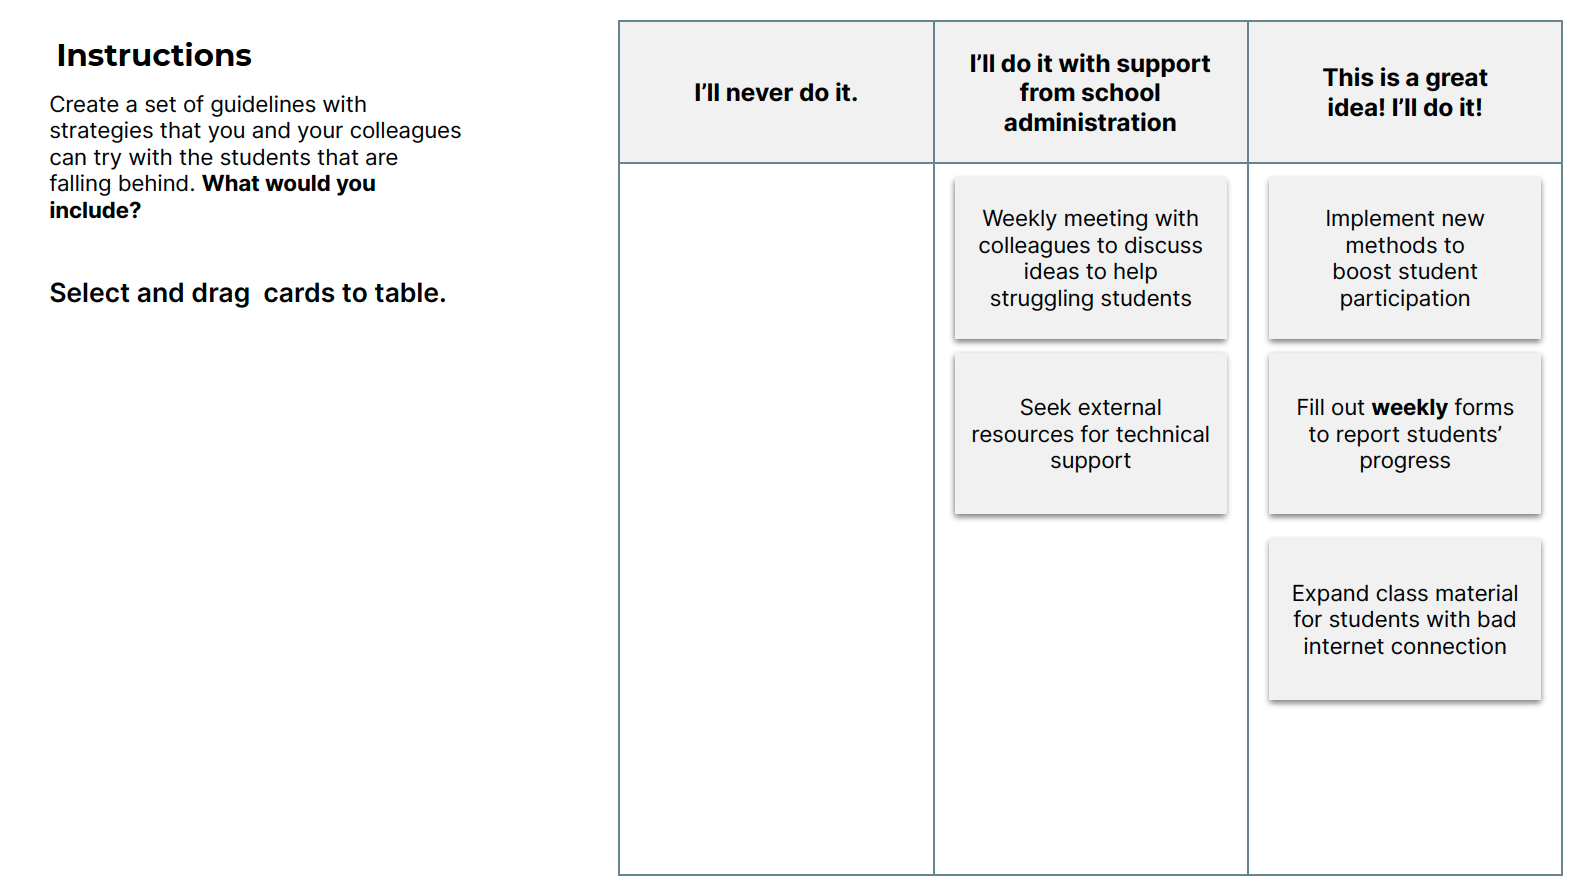 Instructions
Create a set of guidelines with
strategies that you and your colleagues
can try with the students that are
falling behind. What would you
include?
Select and drag  cards to table.
I’ll never do it.
I’ll do it with support
from school
administration
This is a great
idea! I’ll do it!
Weekly meeting with
colleagues to discuss
ideas to help
struggling students
Implement new
methods to
boost student
participation
Seek external
resources for technical
support
Fill out weekly forms
to report students’
progress
Expand class material
for students with bad
internet connection